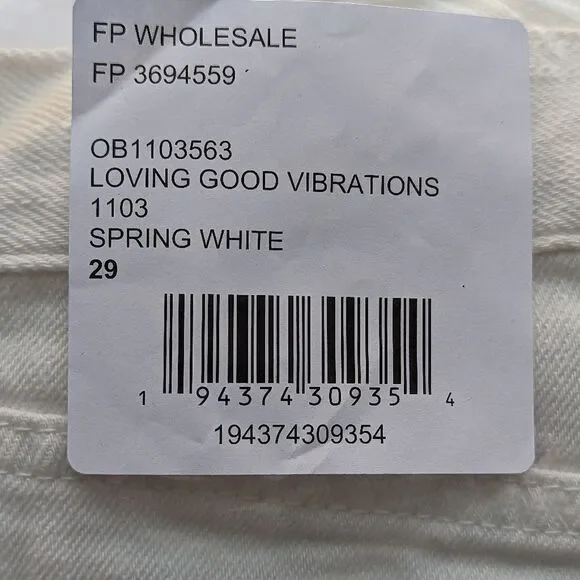 FP WHOLESALE
FP 3694559
OB1103563
LOVING GOOD VIBRATIONS
1103
SPRING WHITE
29
1 94374 30935 4
194374309354